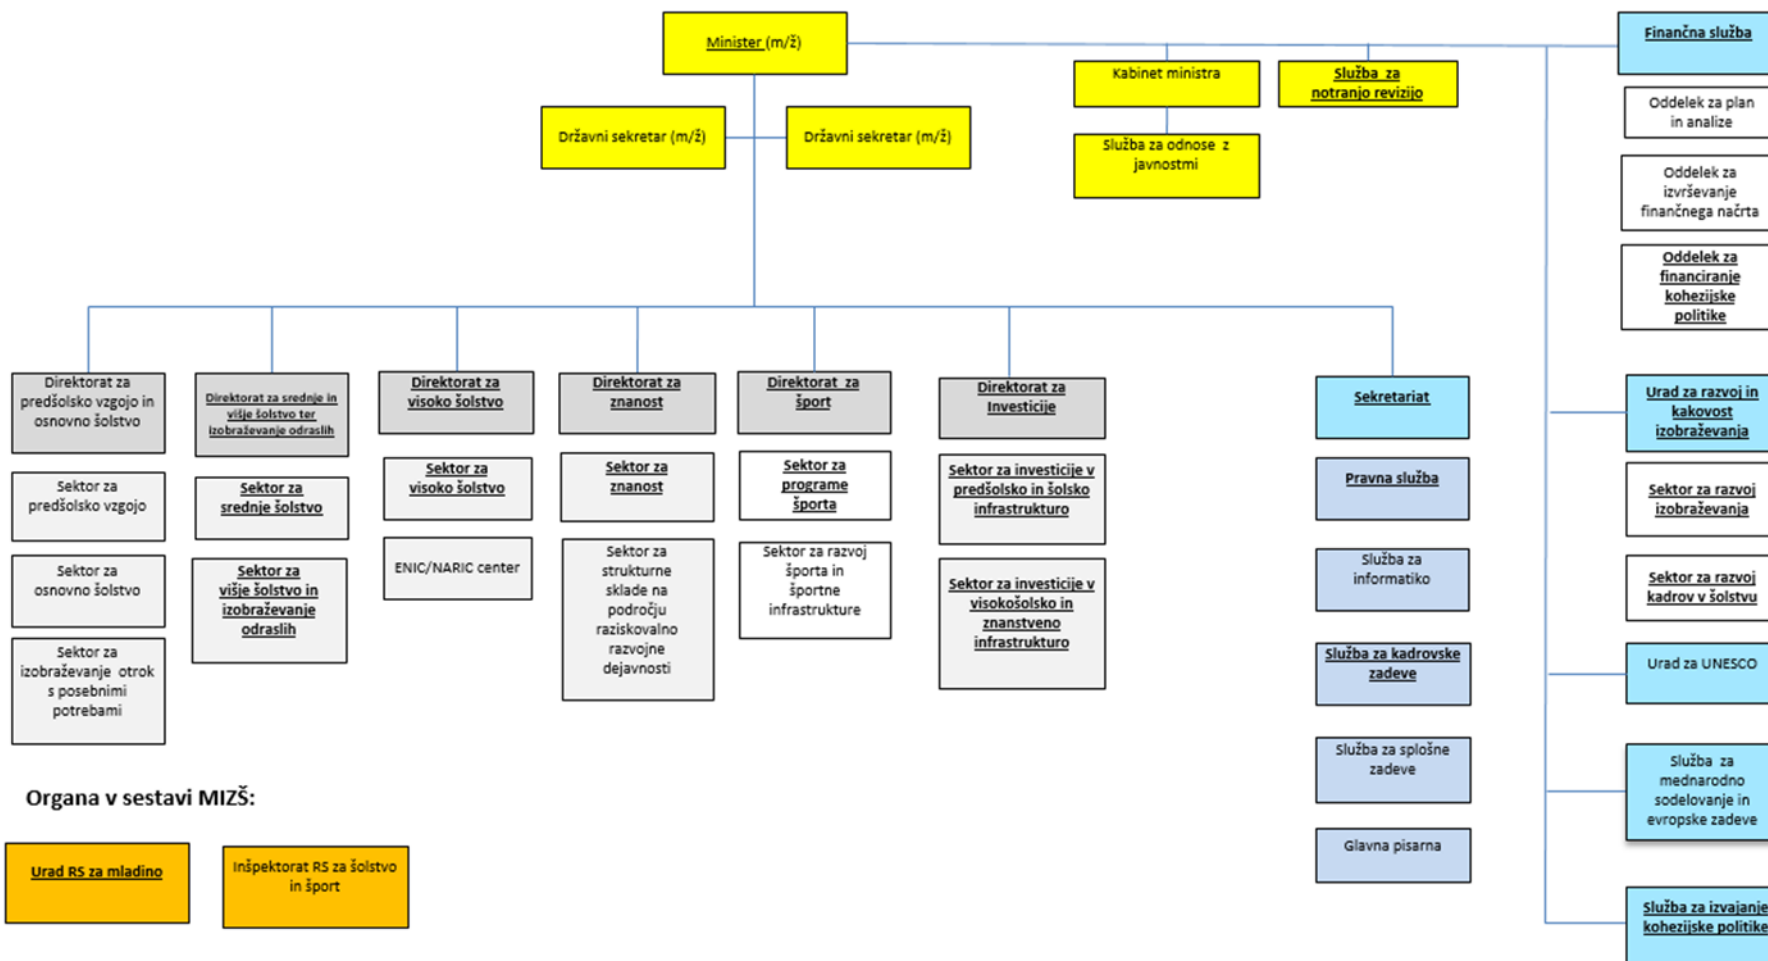 Minister (m/ž)
Kabinet ministra
Služba za
notranjo revizijo
Finančna služba
Državni sekretar (m/ž)
Državni sekretar (m/ž)
Služba za odnose z
javnostmi
Oddelek za plan
in analize
Oddelek za
izvrševanje
finančnega načrta
Oddelek za
financiranje
kohezijske
politike
Direktorat za
predšolsko vzgojo in
osnovno šolstvo
Sektor za
predšolsko vzgojo
Sektor za
osnovno šolstvo
Sektor za
izobraževanje otrok
s posebnimi
potrebami
Direktorat za srednje in
višje šolstvo ter
izobraževanje odraslih
Sektor za
srednje šolstvo
Sektor za
višje šolstvo in
izobraževanje
odraslih
Direktorat za
visoko šolstvo
Sektor za
visoko šolstvo
ENIC/NARIC center
Direktorat za
znanost
Sektor za
znanost
Sektor za
strukturne
sklade na
področju
raziskovalno
razvojne
dejavnosti
Direktorat za
šport
Sektor za
programe
športa
Sektor za razvoj
športa in
športne
infrastrukture
Direktorat za
Investicije
Sektor za investicije v
predšolsko in šolsko
infrastrukturo
Sektor za investicije v
visokošolsko in
znanstveno
infrastrukturo
Sekretariat
Pravna služba
Služba za
informatiko
Služba za kadrovske
zadeve
Služba za splošne
zadeve
Glavna pisarna
Urad za razvoj in
kakovost
izobraževanja
Sektor za razvoj
izobraževanja
Sektor za razvoj
kadrov v šolstvu
Urad za UNESCO
Služba za
mednarodno
sodelovanje in
evropske zadeve
Služba za izvajanje
kohezijske politike
Organa v sestavi MIZŠ:
Urad RS za mladino
Inšpektorat RS za šolstvo
in šport